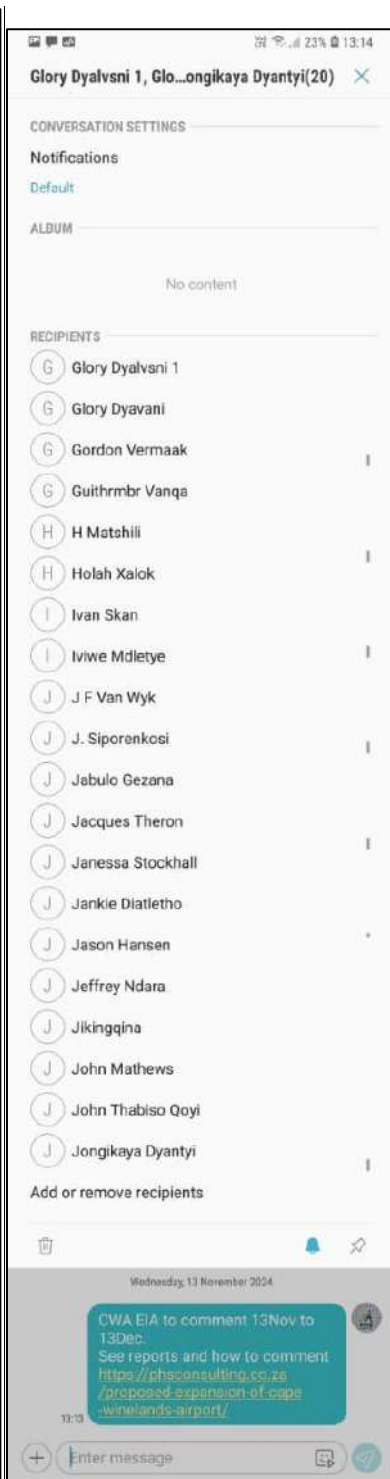 23% 13:14
Glory Dyalvsni 1, Glo...ongikaya Dyantyi(20)
CONVERSATION SETTINGS
Notifications
Default
ALBUM
No content
RECIPIENTS
G Glory Dyalvsni 1
G Glory Dyavani
G Gordon Vermaak
G Guithrmbr Vanqa
H H Matshili
H Holah Xalok
I Ivan Skan
I Iviwe Mdletye
J J F Van Wyk
J J. Siporenkosi
J Jabulo Gezana
J Jacques Theron
J Janessa Stockhall
J Jankie Diatletho
J Jason Hansen
J Jeffrey Ndara
J Jikingqina
J John Mathews
J John Thabiso Qoyi
J Jongikaya Dyantyi
Add or remove recipients
Wednesday, 13 November 2024
CWA EIA to comment 13Nov to
13Dec.
See reports and how to comment
https://phsconsulting.co.za
/proposed-expansion-of-cape
-winelands-airport/
13:13
Enter message